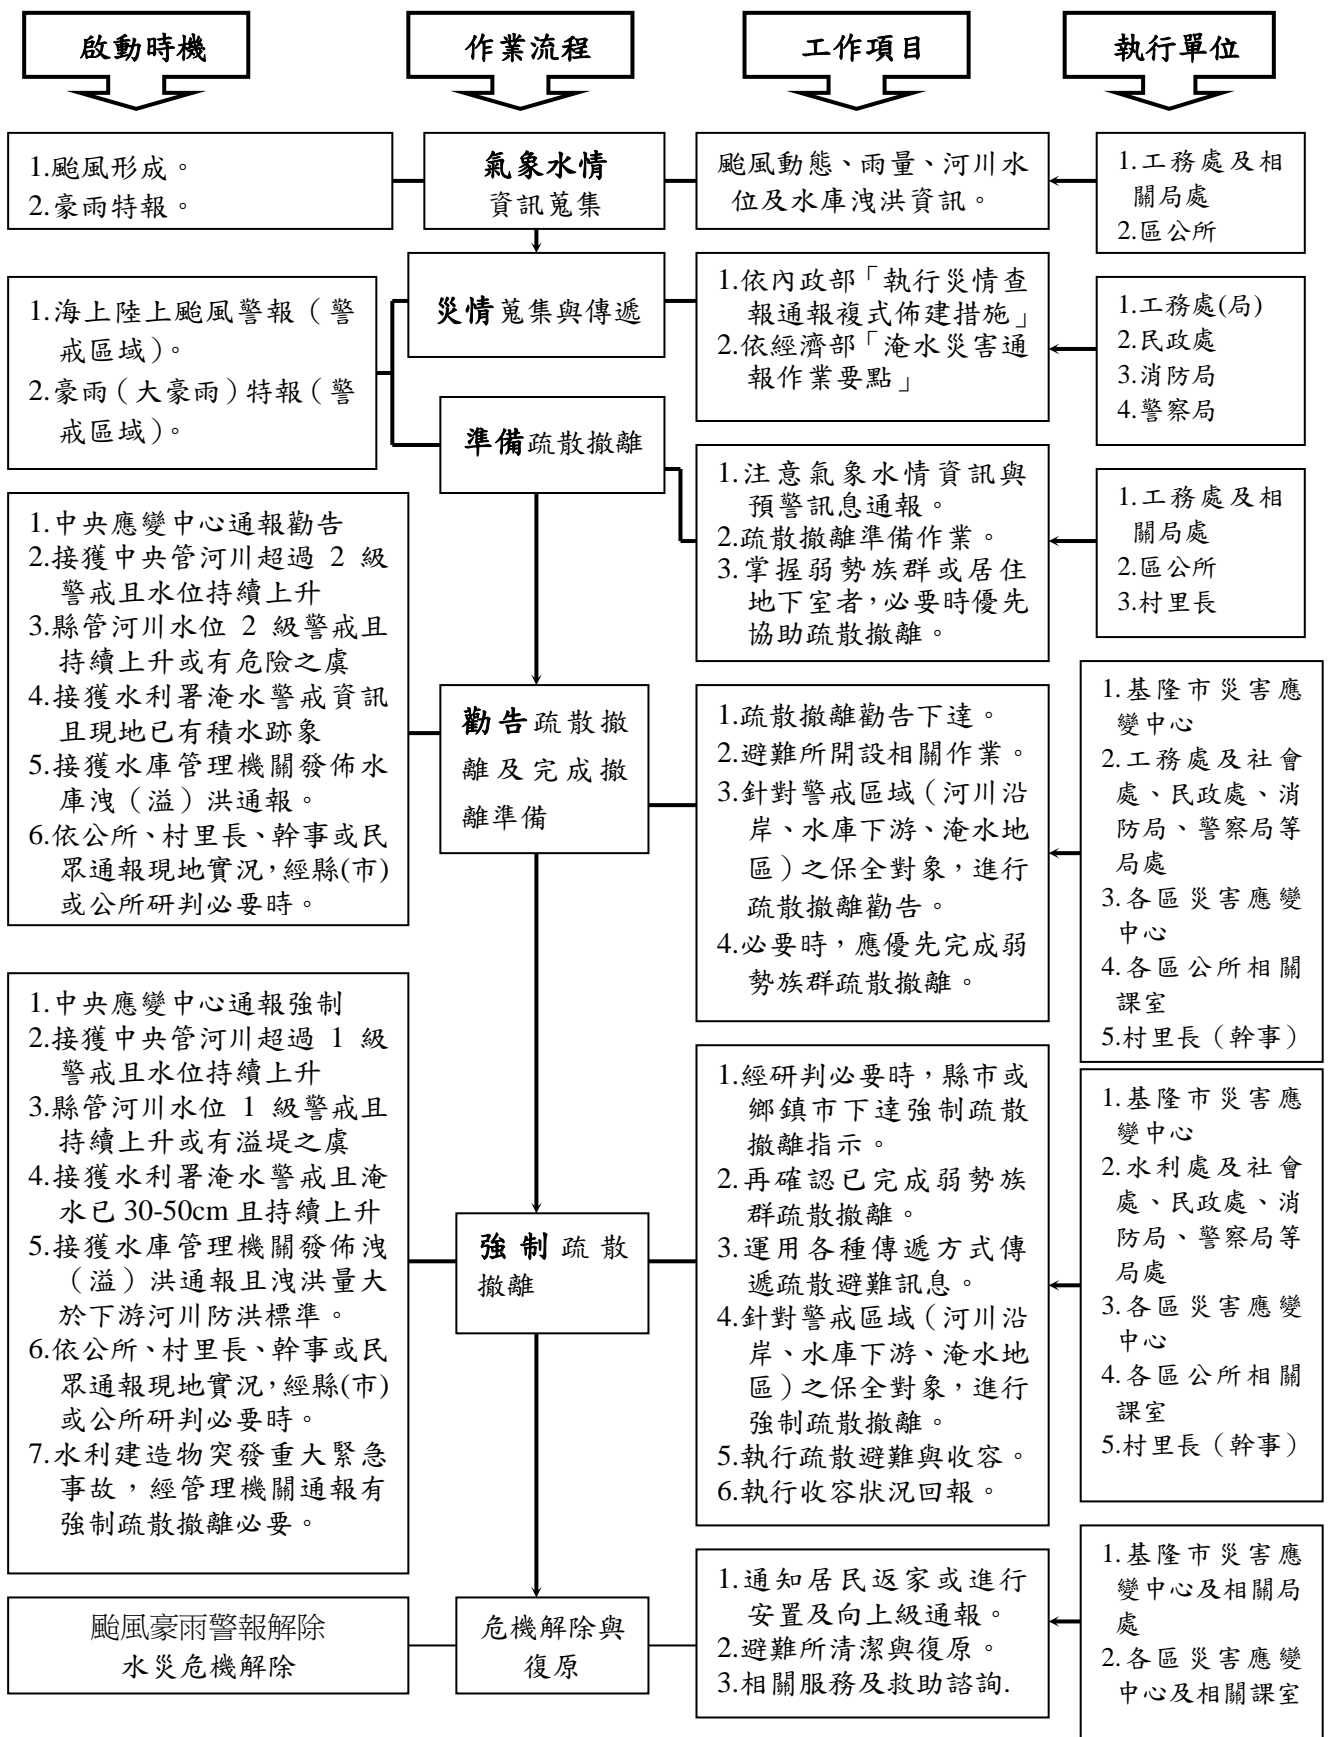 啟動時機
作業流程
工作項目
執行單位
1.颱風形成。
2.豪雨特報。
氣象水情
資訊蒐集
颱風動態、雨量、河川水
位及水庫洩洪資訊。
1.工務處及相
關局處
2.區公所
1.海上陸上颱風警報（警
戒區域）。
2.豪雨（大豪雨）特報（警
戒區域）。
災情蒐集與傳遞
1.依內政部「執行災情查
報通報複式佈建措施」
2.依經濟部「淹水災害通
報作業要點」
1.工務處(局)
2.民政處
3.消防局
4.警察局
準備疏散撤離
1.注意氣象水情資訊與
預警訊息通報。
2.疏散撤離準備作業。
3.掌握弱勢族群或居住
地下室者，必要時優先
協助疏散撤離。
1.工務處及相
關局處
2.區公所
3.村里長
1.中央應變中心通報勸告
2.接獲中央管河川超過 2 級
警戒且水位持續上升
3.縣管河川水位 2 級警戒且
持續上升或有危險之虞
4.接獲水利署淹水警戒資訊
且現地已有積水跡象
5.接獲水庫管理機關發佈水
庫洩（溢）洪通報。
6.依公所、村里長、幹事或民
眾通報現地實況，經縣(市)
或公所研判必要時。
勸告疏散撤
離及完成撤
離準備
1.疏散撤離勸告下達。
2.避難所開設相關作業。
3.針對警戒區域（河川沿
岸、水庫下游、淹水地
區）之保全對象，進行
疏散撤離勸告。
4.必要時，應優先完成弱
勢族群疏散撤離。
1.基隆市災害應
變中心
2.工務處及社會
處、民政處、消
防局、警察局等
局處
3.各區災害應變
中心
4.各區公所相關
課室
5.村里長（幹事）
1.中央應變中心通報強制
2.接獲中央管河川超過 1 級
警戒且水位持續上升
3.縣管河川水位 1 級警戒且
持續上升或有溢堤之虞
4.接獲水利署淹水警戒且淹
水已 30-50cm 且持續上升
5.接獲水庫管理機關發佈洩
（溢）洪通報且洩洪量大
於下游河川防洪標準。
6.依公所、村里長、幹事或民
眾通報現地實況，經縣(市)
或公所研判必要時。
7.水利建造物突發重大緊急
事故，經管理機關通報有
強制疏散撤離必要。
強制疏散
撤離
1.經研判必要時，縣市或
鄉鎮市下達強制疏散
撤離指示。
2.再確認已完成弱勢族
群疏散撤離。
3.運用各種傳遞方式傳
遞疏散避難訊息。
4.針對警戒區域（河川沿
岸、水庫下游、淹水地
區）之保全對象，進行
強制疏散撤離。
5.執行疏散避難與收容。
6.執行收容狀況回報。
1.基隆市災害應
變中心
2.水利處及社會
處、民政處、消
防局、警察局等
局處
3.各區災害應變
中心
4.各區公所相關
課室
5.村里長（幹事）
颱風豪雨警報解除
水災危機解除
危機解除與
復原
1.通知居民返家或進行
安置及向上級通報。
2.避難所清潔與復原。
3.相關服務及救助諮詢.
1.基隆市災害應
變中心及相關局
處
2.各區災害應變
中心及相關課室